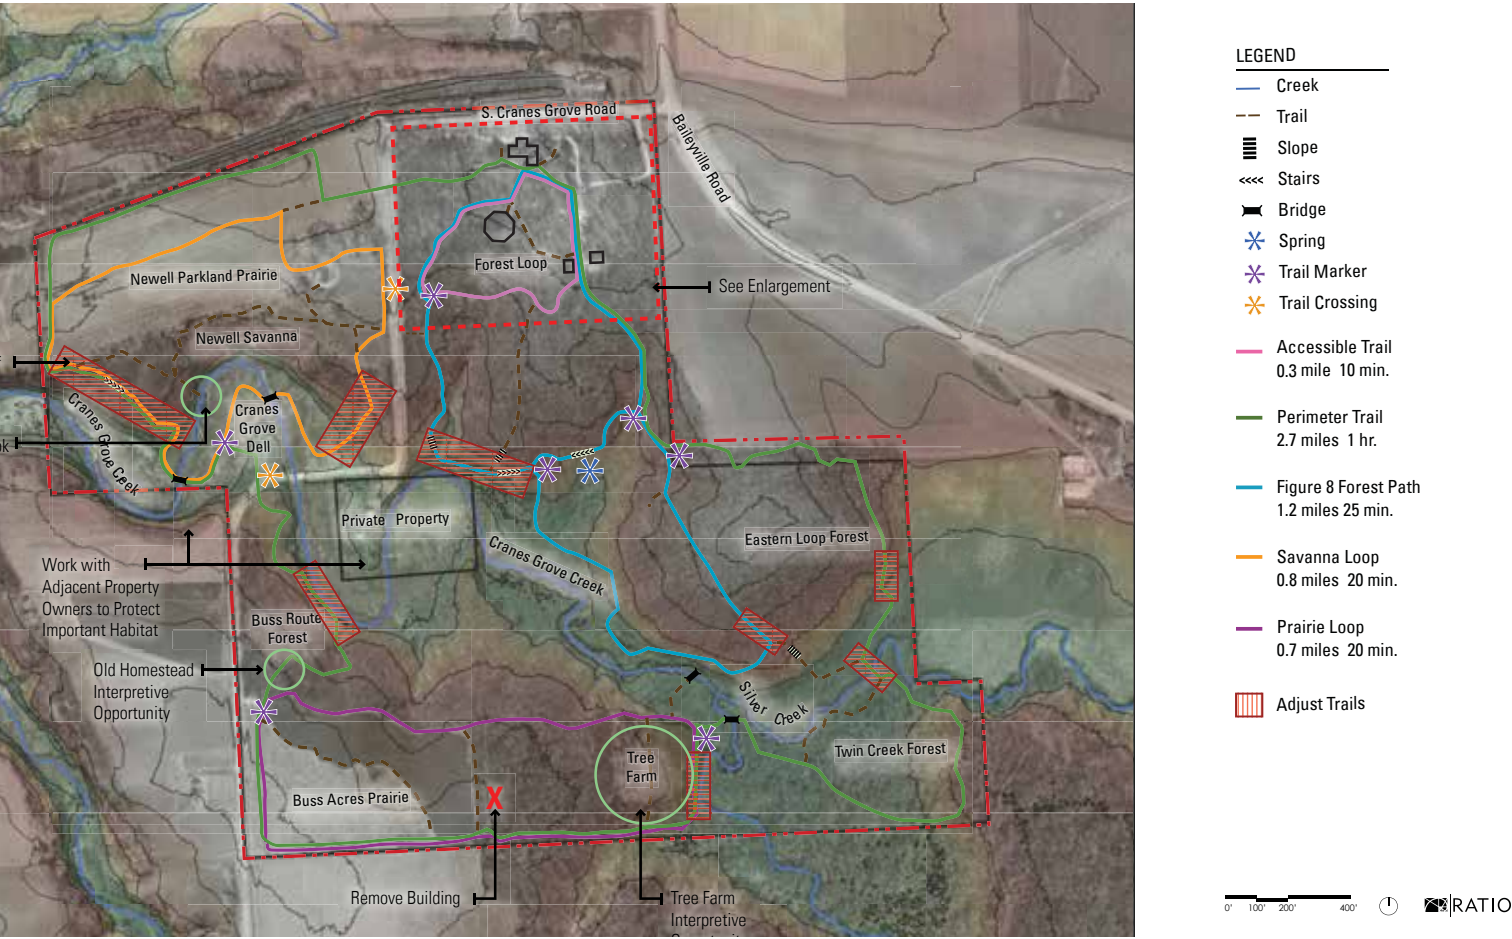 S. Cranes Grove Road
Baileyville Road
Newell Parkland Prairie
Forest Loop
See Enlargement
Newell Savanna
Cranes Grove Creek
Cranes
Grove
Dell
Private Property
Eastern Loop Forest
Cranes Grove Creek
Work with
Adjacent Property
Owners to Protect
Important Habitat
Buss Route
Forest
Old Homestead
Interpretive
Opportunity
Silver Creek
Twin Creek Forest
Tree
Farm
Buss Acres Prairie
X
Remove Building
Tree Farm
Interpretive
LEGEND
Creek
Trail
Slope
Stairs
Bridge
Spring
Trail Marker
Trail Crossing
Accessible Trail
0.3 mile 10 min.
Perimeter Trail
2.7 miles 1 hr.
Figure 8 Forest Path
1.2 miles 25 min.
Savanna Loop
0.8 miles 20 min.
Prairie Loop
0.7 miles 20 min.
Adjust Trails
0' 100' 200' 400'
RATIO